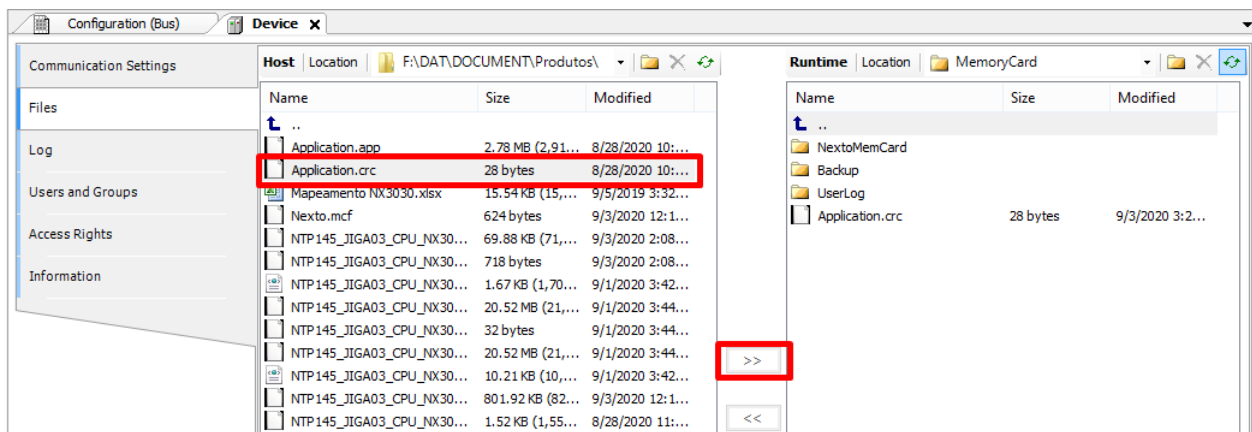 Configuration (Bus) Device X
Communication Settings
Files
Log
Users and Groups
Access Rights
Information
Host Location F:\DAT\DOCUMENT\Produtos\
Name Size Modified
..
Application.app 2.78 MB (2,91... 8/28/2020 10:...
Application.crc 28 bytes 8/28/2020 10:...
Mapeamento NX3030.xlsx 15.54 KB (15,... 9/5/2019 3:32...
Nexto.mcf 624 bytes 9/3/2020 12:1...
NTP145_JIGA03_CPU_NX30... 69.88 KB (71,... 9/3/2020 2:08...
NTP145_JIGA03_CPU_NX30... 718 bytes 9/3/2020 2:08...
NTP145_JIGA03_CPU_NX30... 1.67 KB (1,70... 9/1/2020 3:42...
NTP145_JIGA03_CPU_NX30... 20.52 MB (21,... 9/1/2020 3:44...
NTP145_JIGA03_CPU_NX30... 32 bytes 9/1/2020 3:44...
NTP145_JIGA03_CPU_NX30... 20.52 MB (21,... 9/1/2020 3:44...
NTP145_JIGA03_CPU_NX30... 10.21 KB (10,... 9/1/2020 3:42...
NTP145_JIGA03_CPU_NX30... 801.92 KB (82... 9/3/2020 12:1...
NTP145_JIGA03_CPU_NX30... 1.52 KB (1,55... 8/28/2020 11:...
>>
<<
Runtime Location MemoryCard
Name Size Modified
..
NextoMemCard
Backup
UserLog
Application.crc 28 bytes 9/3/2020 3:2...